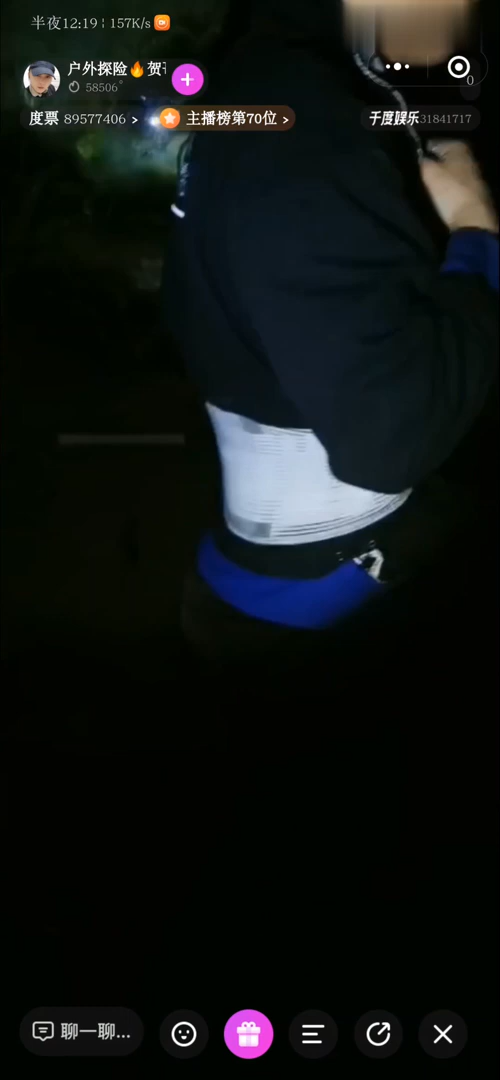 半夜12:19 ¦ 157K/s
户外探险🔥贺
58506°
0
度票 89577406 >
主播榜第70位 >
千度娱乐31841717
聊一聊...